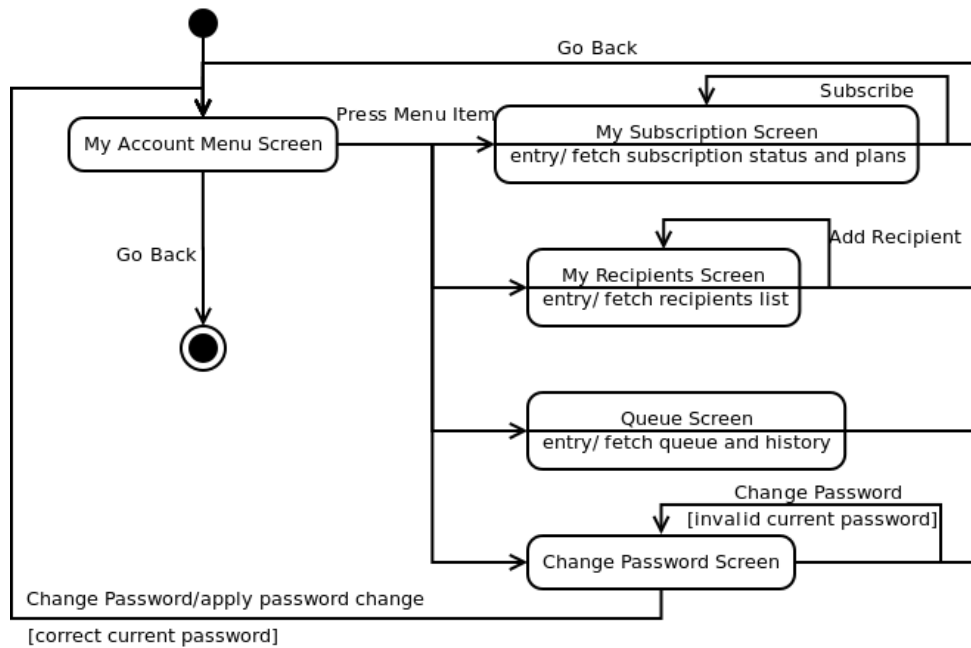 Go Back
Subscribe
Press Menu Item
My Account Menu Screen
My Subscription Screen
entry/ fetch subscription status and plans
Add Recipient
Go Back
My Recipients Screen
entry/ fetch recipients list
Queue Screen
entry/ fetch queue and history
Change Password
[invalid current password]
Change Password Screen
Change Password/apply password change
[correct current password]